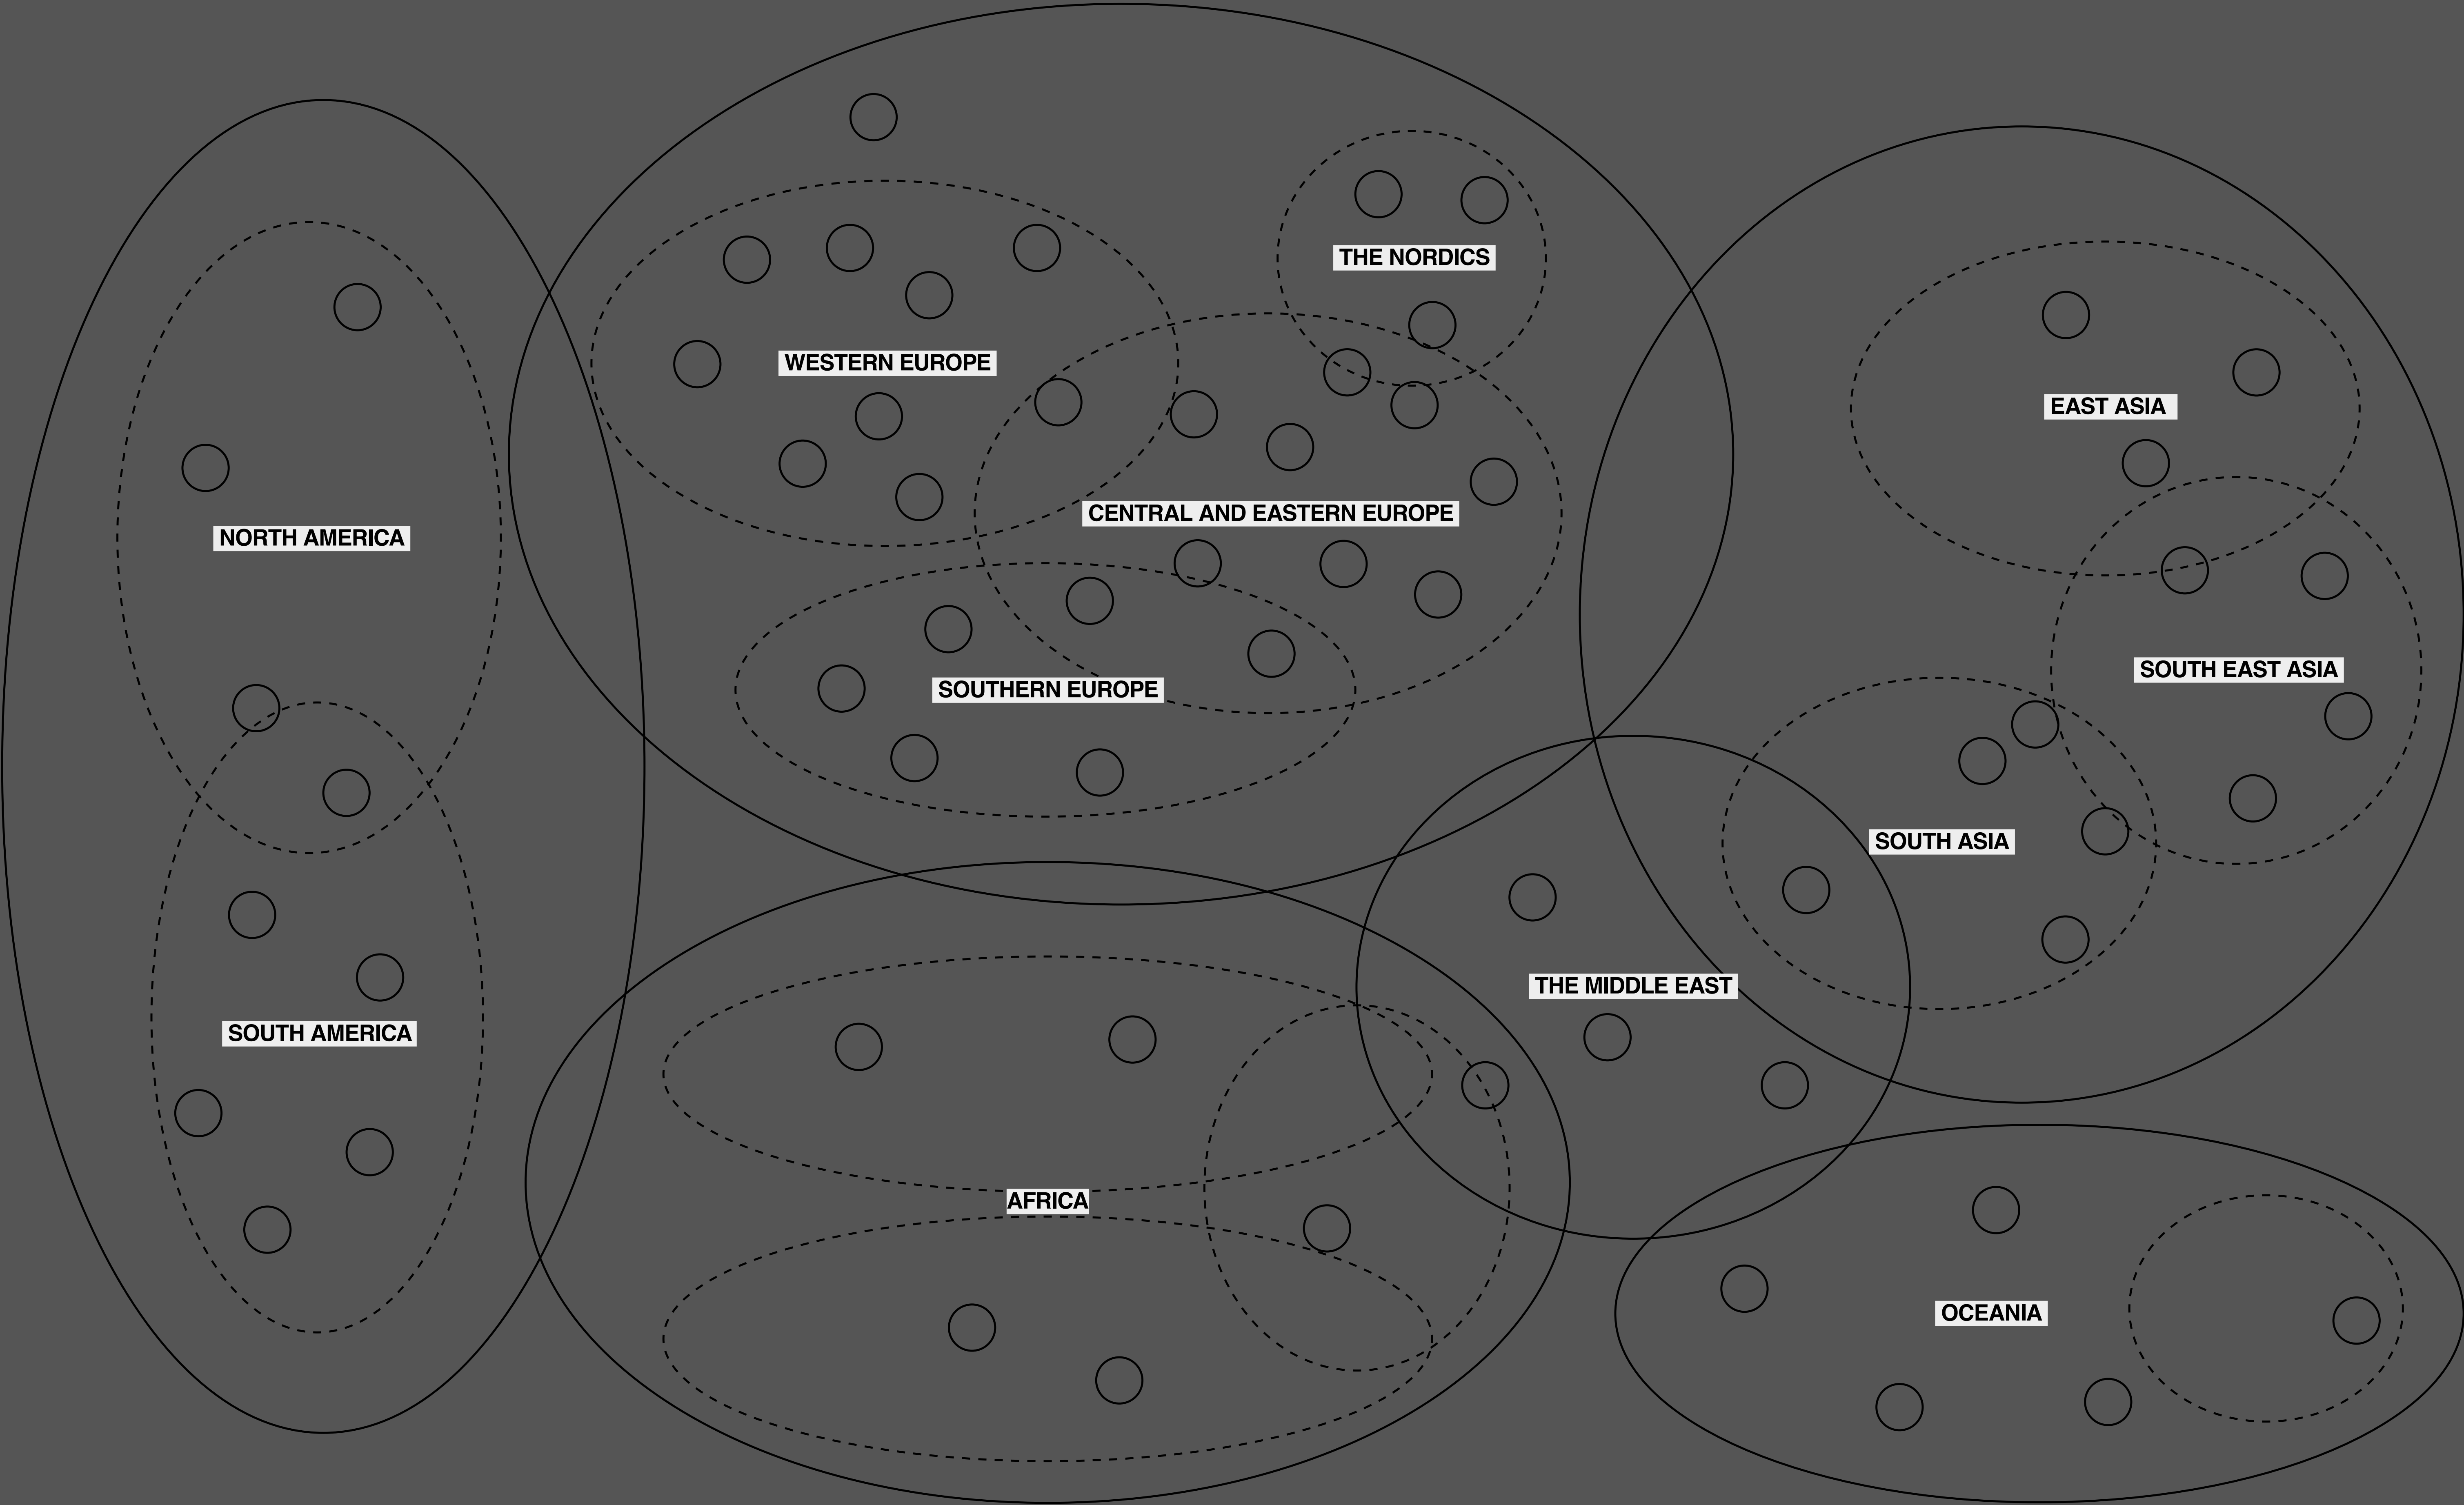 THE NORDICS
WESTERN EUROPE
EAST ASIA
CENTRAL AND EASTERN EUROPE
NORTH AMERICA
SOUTH EAST ASIA
SOUTHERN EUROPE
SOUTH ASIA
THE MIDDLE EAST
SOUTH AMERICA
AFRICA
OCEANIA